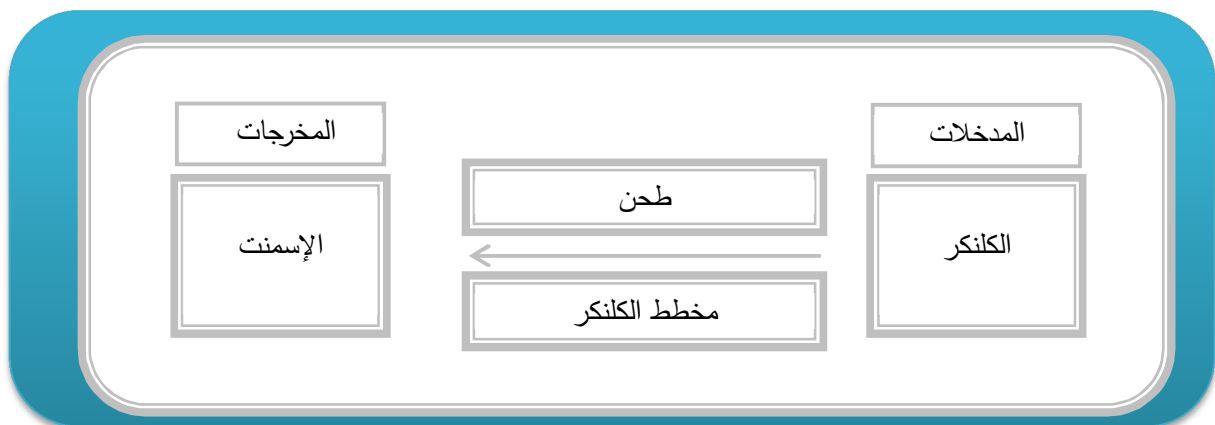 المدخلات
المخرجات
طحن
الكلنكر
الإسمنت
مخطط الكلنكر